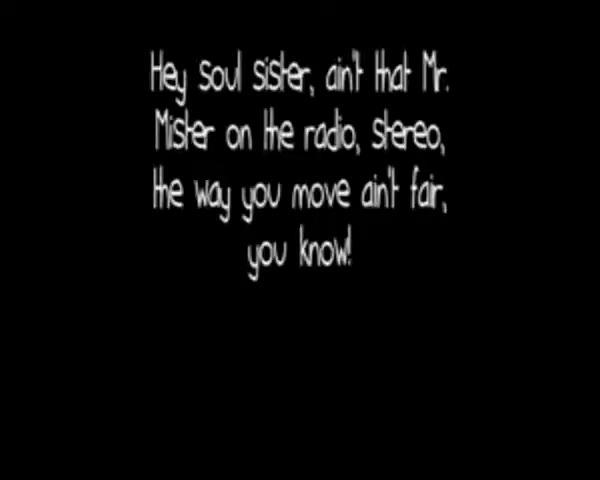 Hey soul sister, ain't that Mr.
Mister on the radio, stereo,
the way you move ain't fair,
you know!